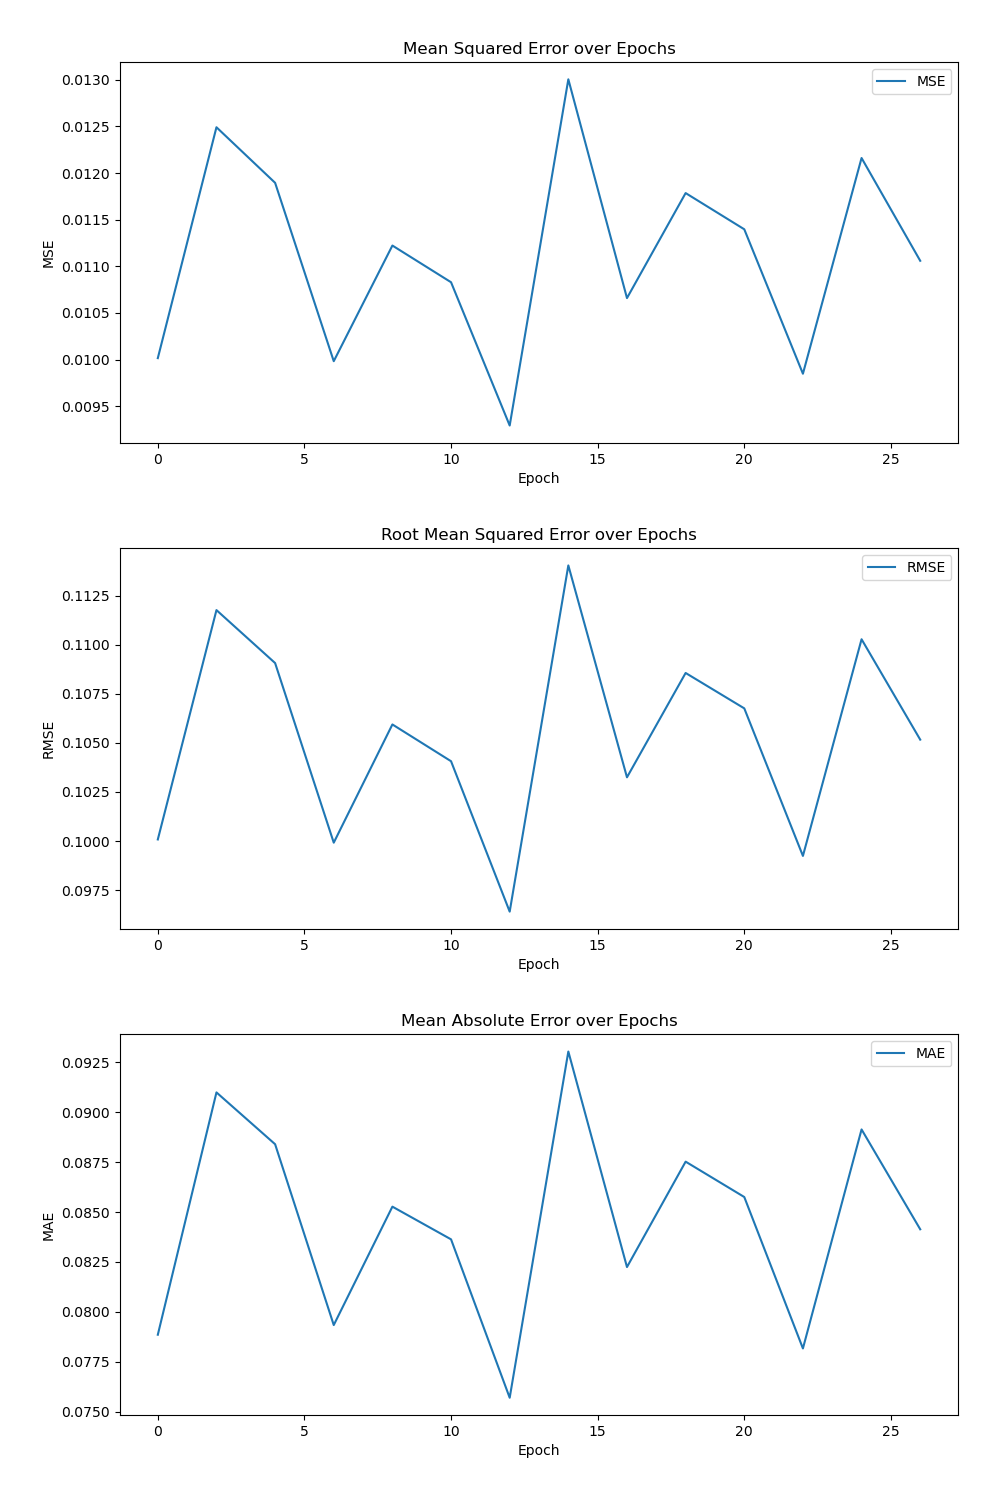 Mean Squared Error over Epochs
MSE
0.0130
0.0125
0.0120
0.0115
0.0110
0.0105
0.0100
0.0095
MSE
0 5 10 15 20 25
Epoch
Root Mean Squared Error over Epochs
RMSE
0.1125
0.1100
0.1075
0.1050
0.1025
0.1000
0.0975
RMSE
0 5 10 15 20 25
Epoch
Mean Absolute Error over Epochs
MAE
0.0925
0.0900
0.0875
0.0850
0.0825
0.0800
0.0775
0.0750
MAE
0 5 10 15 20 25
Epoch